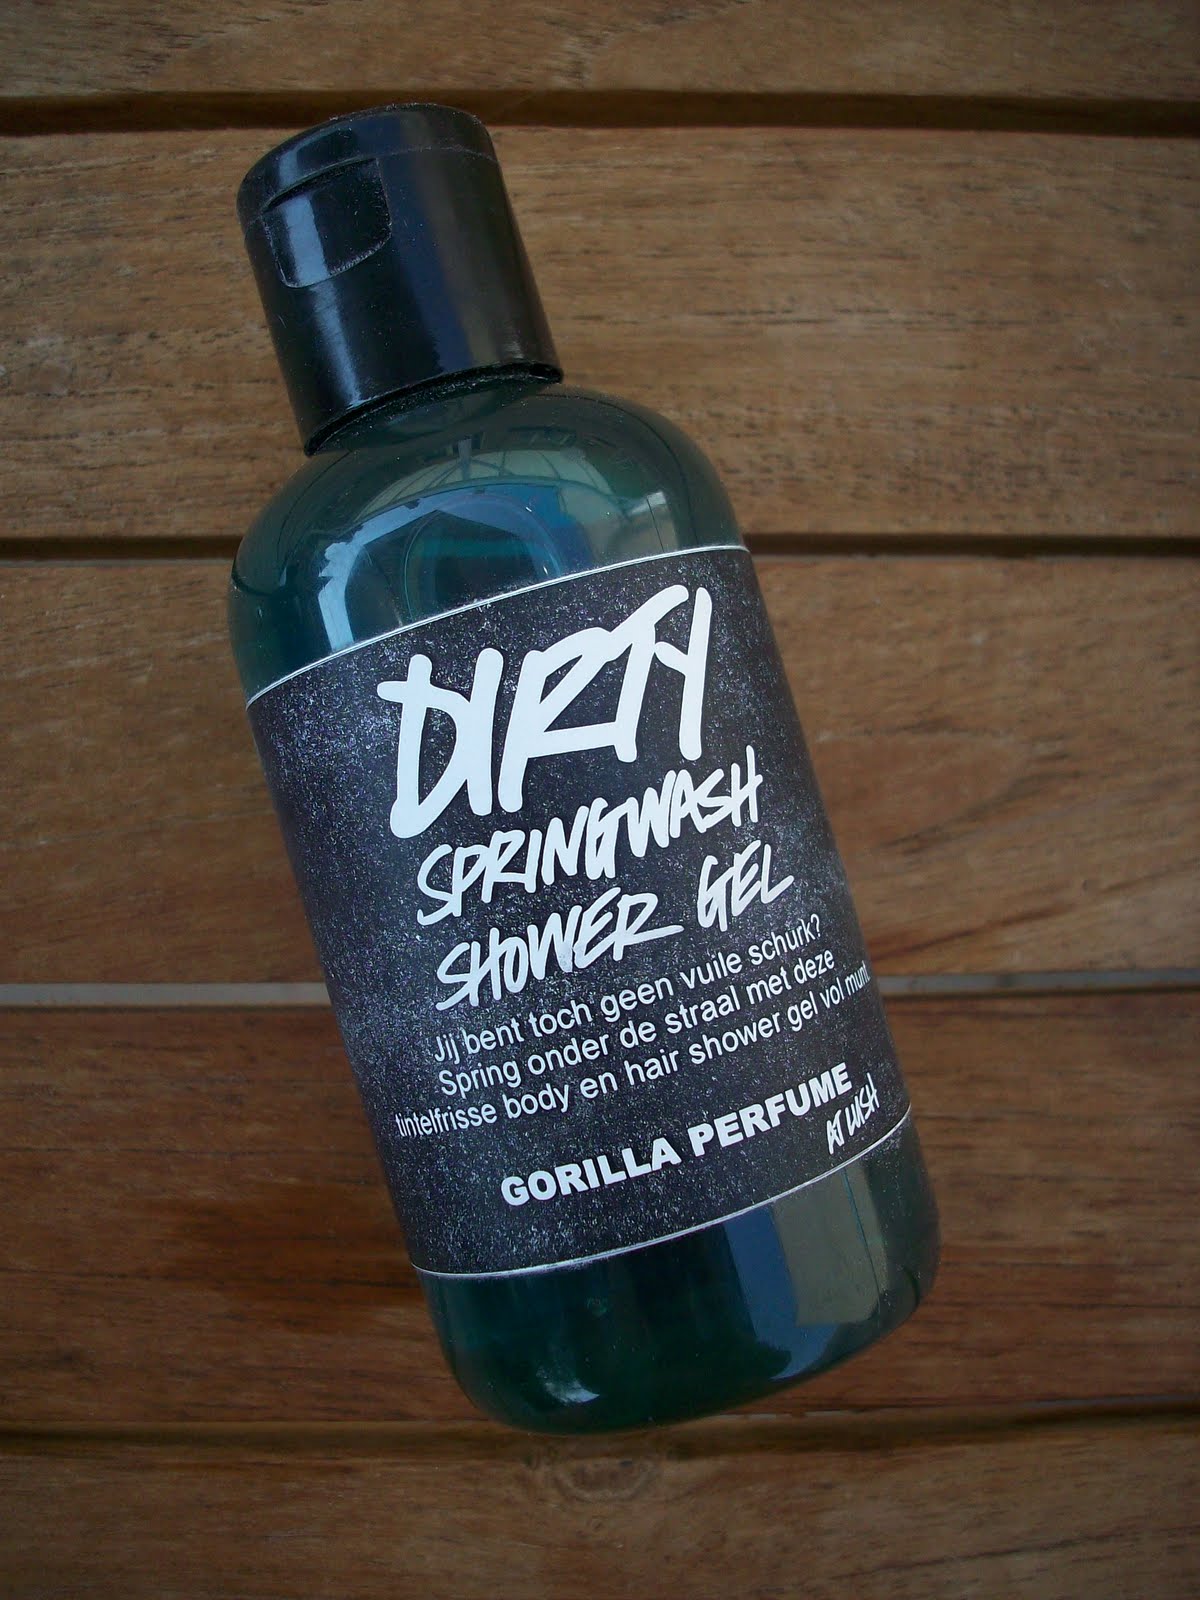 DIRTY
SPRINGWASH
SHOWER GEL
Jij bent toch geen vuile schurk?
Spring onder de straal met deze
tintelfrisse body en hair shower gel vol munt.
GORILLA PERFUME
AT LUSH